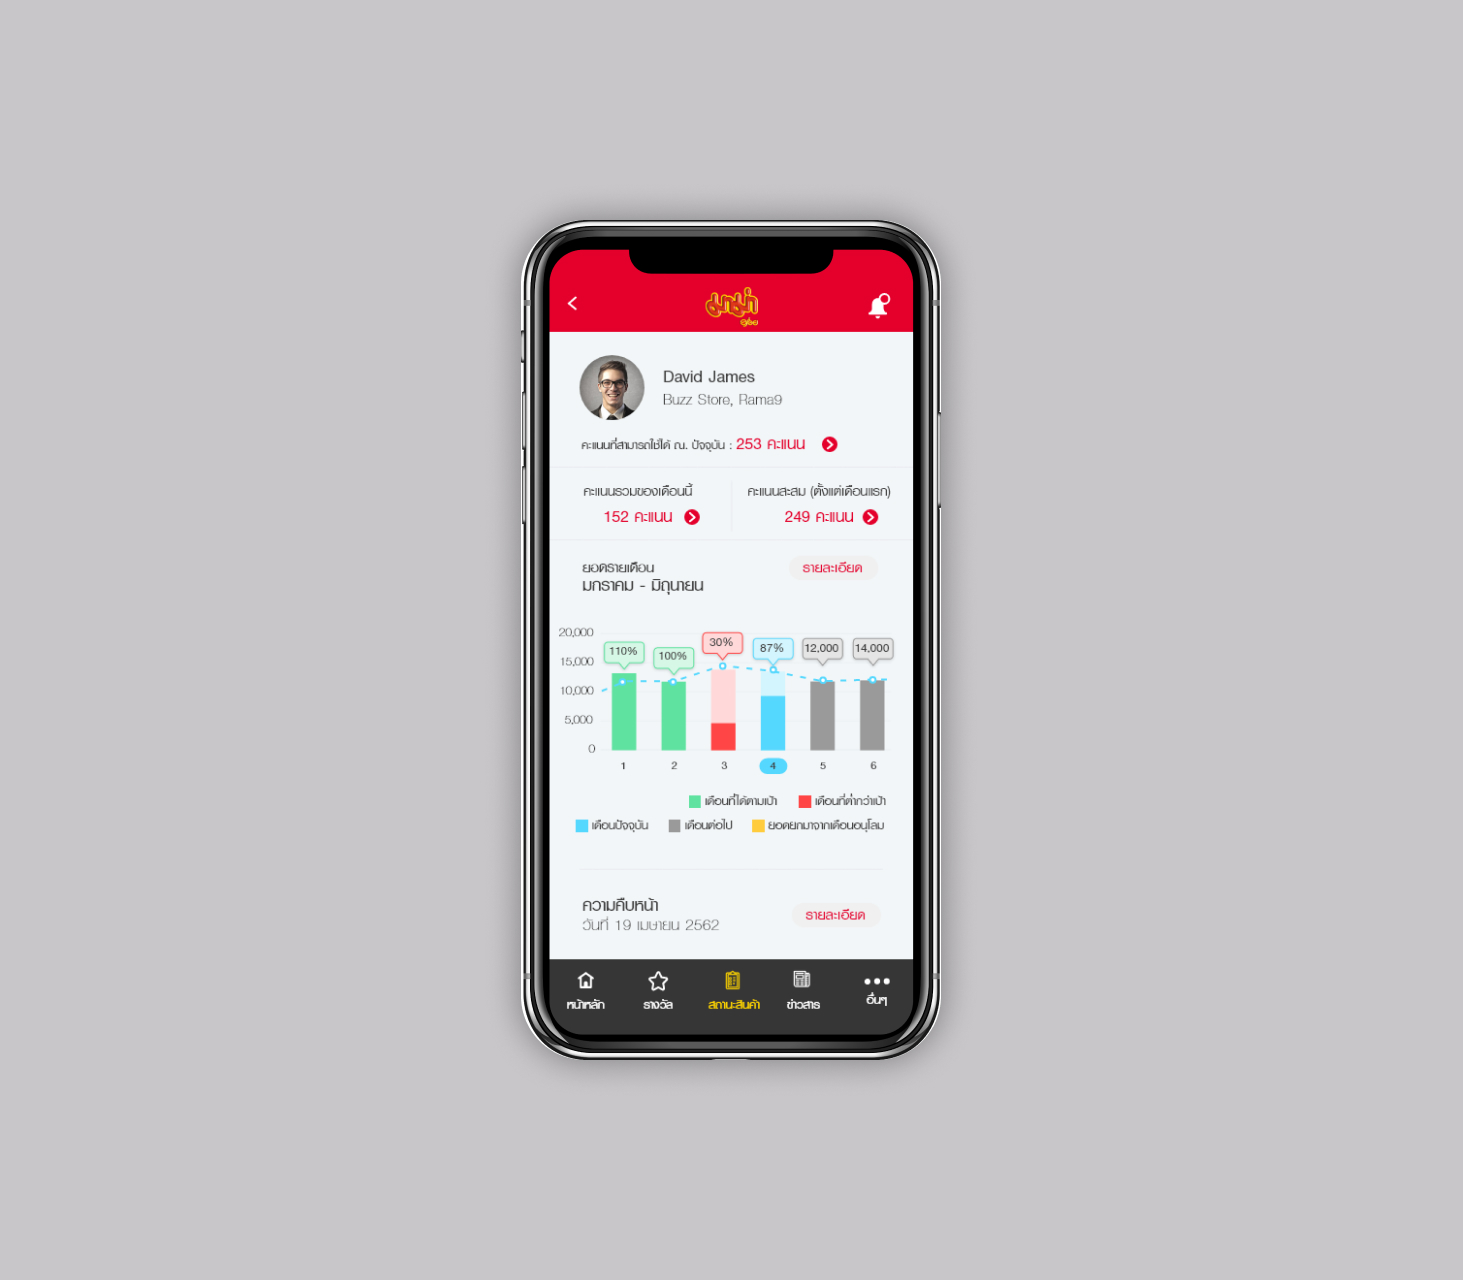 มาม่า
David James
Buzz Store, Rama9
คะแนนที่สามารถใช้ได้ ณ. ปัจจุบัน : 253 คะแนน
คะแนนรวมของเดือนนี้
คะแนนสะสม (ตั้งแต่เดือนแรก)
152 คะแนน
249 คะแนน
ยอดรายเดือน
รายละเอียด
มกราคม - มิถุนายน
20,000
15,000
10,000
5,000
0
110%
100%
30%
87%
12,000
14,000
1
2
3
4
5
6
เดือนที่ได้ตามเป้า
เดือนที่ต่ำกว่าเป้า
เดือนปัจจุบัน
เดือนต่อไป
ยอดยกมาจากเดือนอนุโลม
ความคืบหน้า
รายละเอียด
วันที่ 19 เมษายน 2562
หน้าหลัก
รางวัล
สถานะสินค้า
ข่าวสาร
อื่นๆ